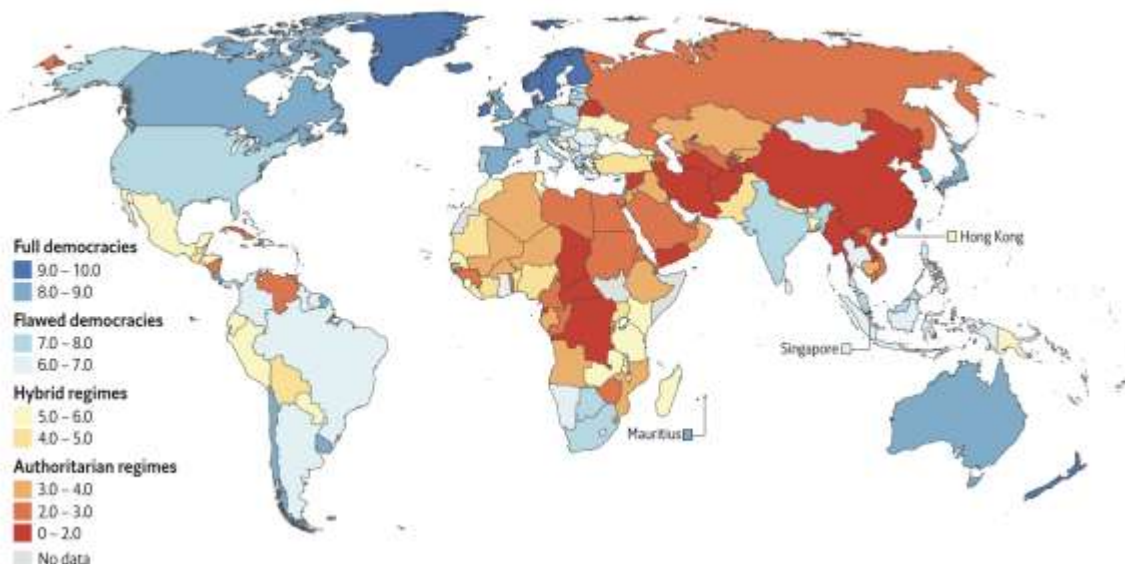 Full democracies
9.0 – 10.0
8.0 – 9.0
Flawed democracies
7.0 – 8.0
6.0 – 7.0
Hybrid regimes
5.0 – 6.0
4.0 – 5.0
Authoritarian regimes
3.0 – 4.0
2.0 – 3.0
0 – 2.0
No data
Hong Kong
Singapore
Mauritius